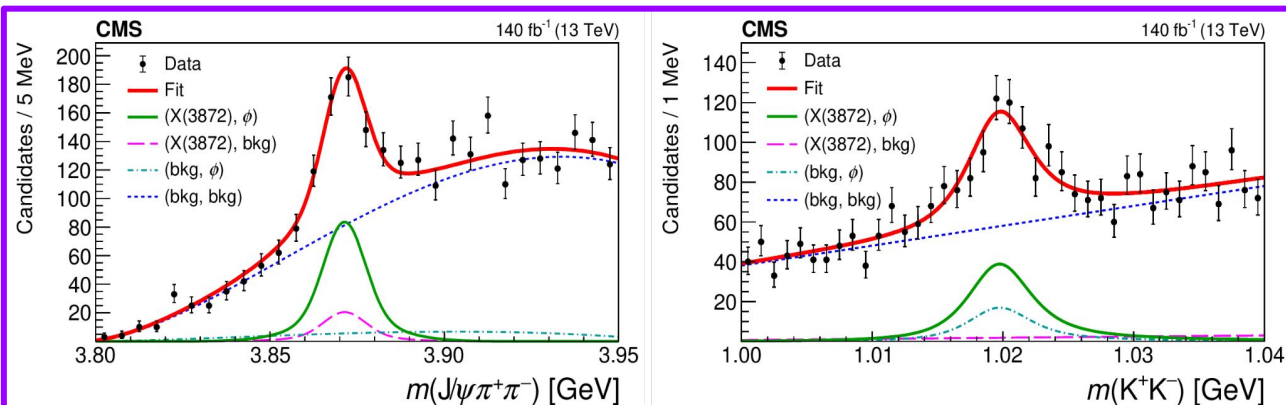 CMS
140 fb⁻¹ (13 TeV)
Candidates / 5 MeV
200
180
160
140
120
100
80
60
40
20
Data
Fit
(X(3872), ϕ)
(X(3872), bkg)
(bkg, ϕ)
(bkg, bkg)
3.80
3.85
3.90
3.95
m(J/ψπ⁺π⁻) [GeV]
CMS
140 fb⁻¹ (13 TeV)
Candidates / 1 MeV
140
120
100
80
60
40
20
Data
Fit
(X(3872), ϕ)
(X(3872), bkg)
(bkg, ϕ)
(bkg, bkg)
1.00
1.01
1.02
1.03
1.04
m(K⁺K⁻) [GeV]